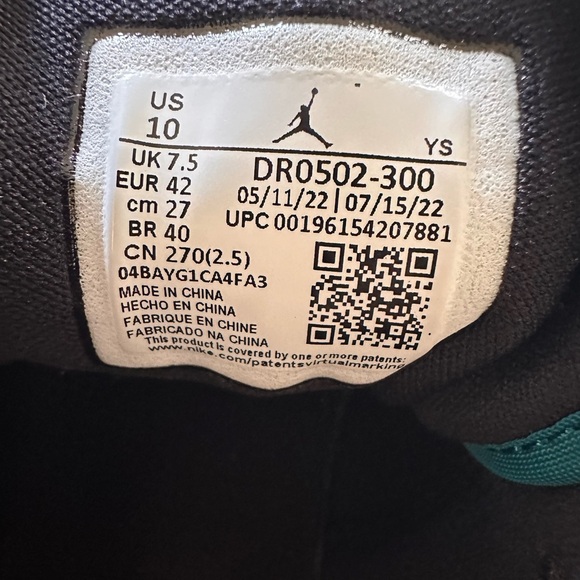 US
10
YS
UK 7.5
EUR 42
cm 27
BR 40
CN 270(2.5)
DR0502-300
05/11/22 | 07/15/22
UPC 00196154207881
04BAYG1CA4FA3
MADE IN CHINA
HECHO EN CHINA
FABRIQUE EN CHINE
FABRICADO NA CHINA
This product is covered by one or more patents:
www.nike.com/patentsvirtualmarking